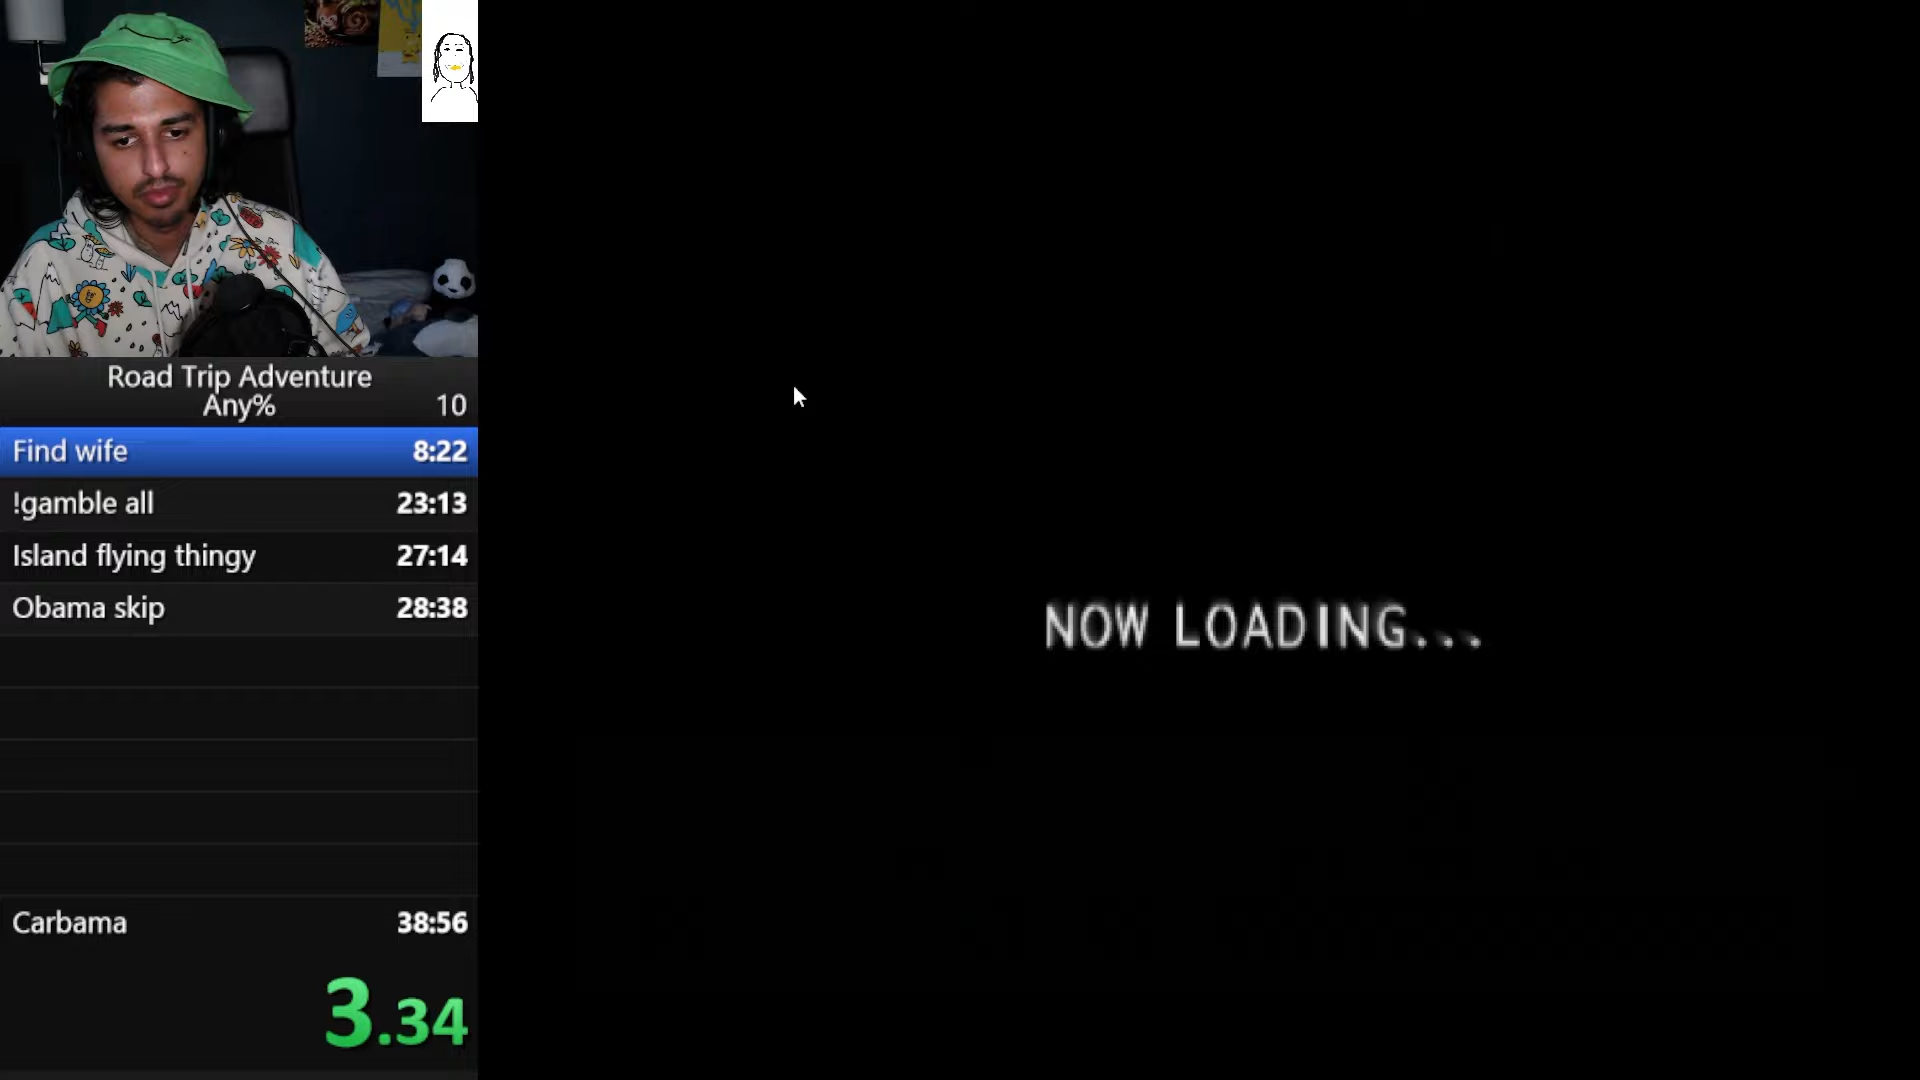 Road Trip Adventure
Any% 10
Find wife 8:22
!gamble all 23:13
Island flying thingy 27:14
Obama skip 28:38
Carbama 38:56
3.34
NOW LOADING...